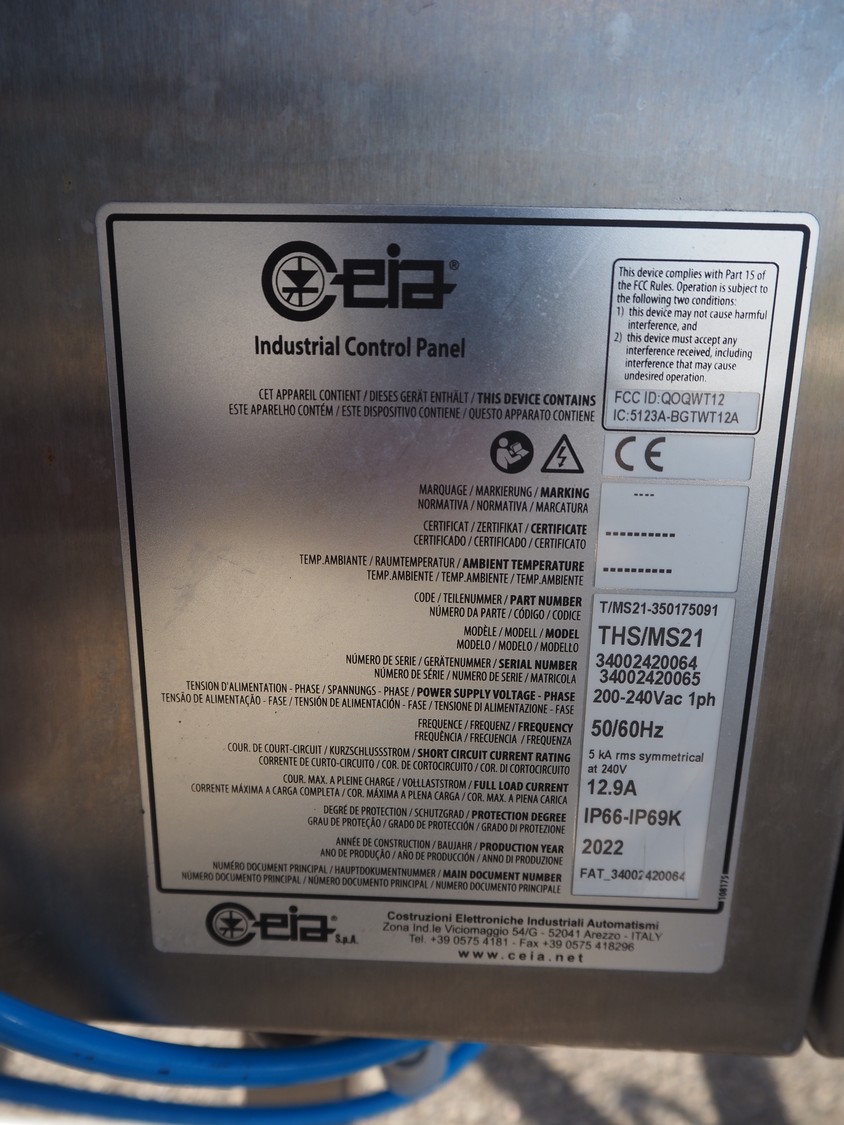 Ceia®
Industrial Control Panel
This device complies with Part 15 of
the FCC Rules. Operation is subject to
the following two conditions:
1) this device may not cause harmful
interference, and
2) this device must accept any
interference received, including
interference that may cause
undesired operation.
CET APPAREIL CONTIENT / DIESES GERÄT ENTHÄLT / THIS DEVICE CONTAINS
ESTE APARELHO CONTÉM / ESTE DISPOSITIVO CONTIENE / QUESTO APPARATO CONTIENE
FCC ID:QOQWT12
IC:5123A-BGTWT12A
CE
MARQUAGE / MARKIERUNG / MARKING
NORMATIVA / NORMATIVA / MARCATURA
----
CERTIFICAT / ZERTIFIKAT / CERTIFICATE
CERTIFICADO / CERTIFICADO / CERTIFICATO
----------
TEMP.AMBIANTE / RAUMTEMPERATUR / AMBIENT TEMPERATURE
TEMP.AMBIENTE / TEMP.AMBIENTE / TEMP.AMBIENTE
----------
CODE / TEILENUMMER / PART NUMBER
NÚMERO DA PARTE / CÓDIGO / CODICE
T/MS21-350175091
MODÈLE / MODELL / MODEL
MODELO / MODELO / MODELLO
THS/MS21
NÚMERO DE SERIE / GERÄTENUMMER / SERIAL NUMBER
NÚMERO DE SÉRIE / NUMERO DE SERIE / MATRICOLA
34002420064
34002420065
TENSION D'ALIMENTATION - PHASE / SPANNUNGS - PHASE / POWER SUPPLY VOLTAGE - PHASE
TENSÃO DE ALIMENTAÇÃO - FASE / TENSIÓN DE ALIMENTACIÓN - FASE / TENSIONE DI ALIMENTAZIONE - FASE
200-240Vac 1ph
FREQUENCE / FREQUENZ / FREQUENCY
FREQUÊNCIA / FRECUENCIA / FREQUENZA
50/60Hz
COUR. DE COURT-CIRCUIT / KURZSCHLUSSSTROM / SHORT CIRCUIT CURRENT RATING
CORRENTE DE CURTO-CIRCUITO / COR. DE CORTOCIRCUITO / COR. DI CORTOCIRCUITO
5 kA rms symmetrical
at 240V
COUR. MAX. A PLEINE CHARGE / VOLLLASTSTROM / FULL LOAD CURRENT
CORRENTE MÁXIMA A CARGA COMPLETA / COR. MÁXIMA A PLENA CARGA / COR. MAX. A PIENA CARICA
12.9A
DEGRÉ DE PROTECTION / SCHUTZGRAD / PROTECTION DEGREE
GRAU DE PROTEÇÃO / GRADO DE PROTECCIÓN / GRADO DI PROTEZIONE
IP66-IP69K
ANNÉE DE CONSTRUCTION / BAUJAHR / PRODUCTION YEAR
ANO DE PRODUÇÃO / AÑO DE PRODUCCIÓN / ANNO DI PRODUZIONE
2022
NUMÉRO DOCUMENT PRINCIPAL / HAUPTDOKUMENTNUMMER / MAIN DOCUMENT NUMBER
NÚMERO DOCUMENTO PRINCIPAL / NÚMERO DOCUMENTO PRINCIPAL / NUMERO DOCUMENTO PRINCIPALE
FAT_34002420064
108175
Ceia® S.p.A.
Costruzioni Elettroniche Industriali Automatismi
Zona Ind.le Viciomaggio 54/G - 52041 Arezzo - ITALY
Tel. +39 0575 4181 - Fax +39 0575 418296
www.ceia.net